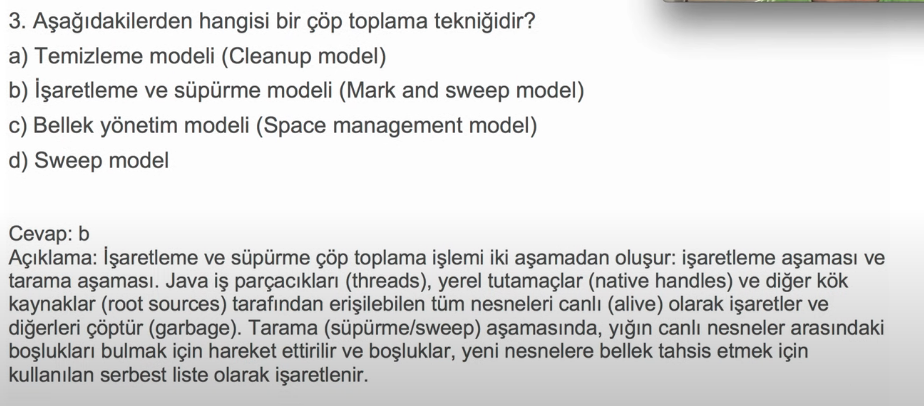 3. Aşağıdakilerden hangisi bir çöp toplama tekniğidir?
a) Temizleme modeli (Cleanup model)
b) İşaretleme ve süpürme modeli (Mark and sweep model)
c) Bellek yönetim modeli (Space management model)
d) Sweep model
Cevap: b
Açıklama: İşaretleme ve süpürme çöp toplama işlemi iki aşamadan oluşur: işaretleme aşaması ve
tarama aşaması. Java iş parçacıkları (threads), yerel tutamaçlar (native handles) ve diğer kök
kaynaklar (root sources) tarafından erişilebilen tüm nesneleri canlı (alive) olarak işaretler ve
diğerleri çöptür (garbage). Tarama (süpürme/sweep) aşamasında, yığın canlı nesneler arasındaki
boşlukları bulmak için hareket ettirilir ve boşluklar, yeni nesnelere bellek tahsis etmek için
kullanılan serbest liste olarak işaretlenir.